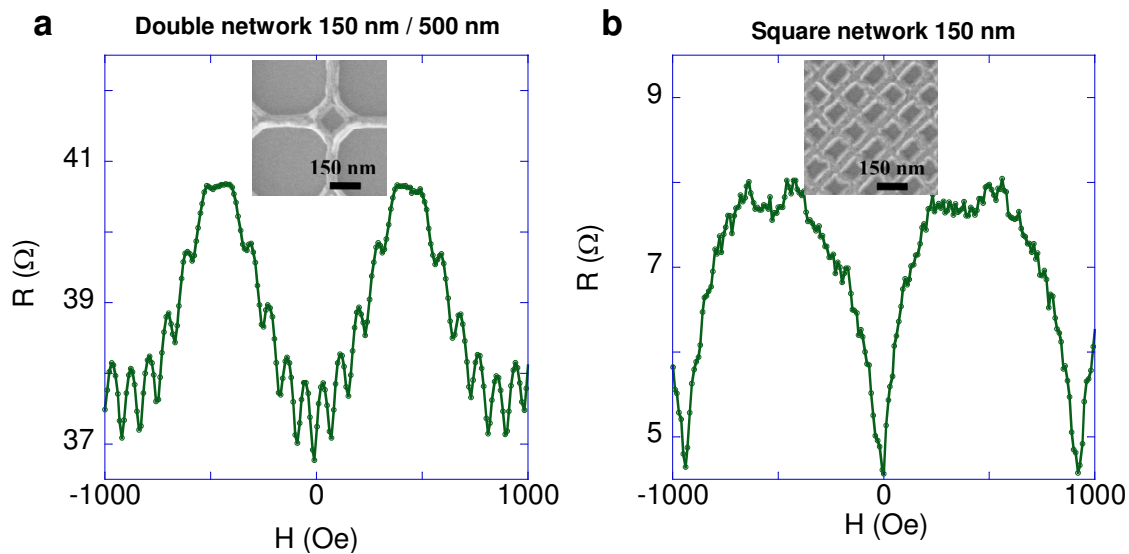 a
Double network 150 nm / 500 nm
150 nm
R (Ω)
41
39
37
-1000
0
1000
H (Oe)
b
Square network 150 nm
150 nm
R (Ω)
9
7
5
-1000
0
1000
H (Oe)